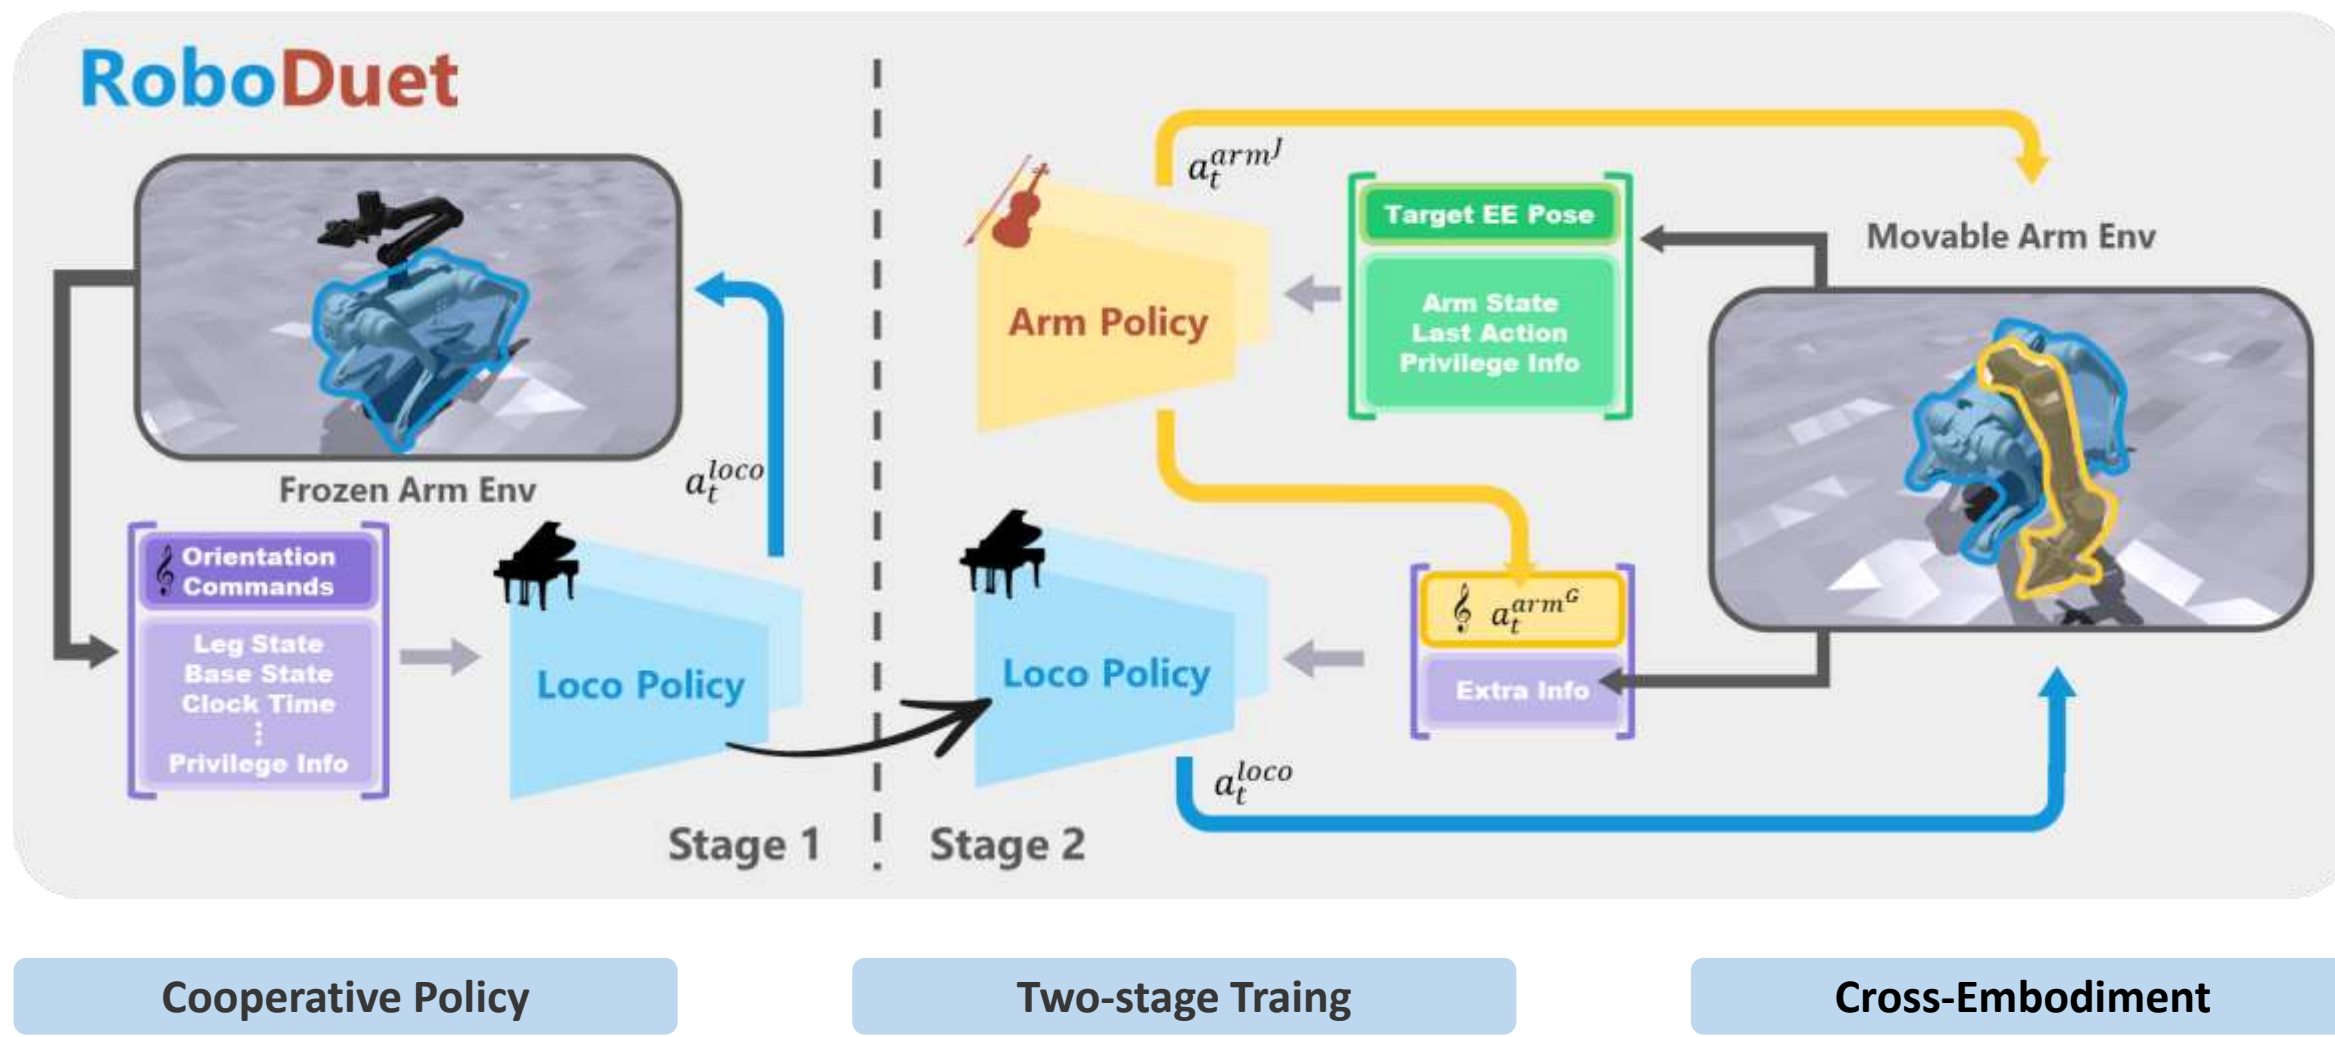 RoboDuet
Frozen Arm Env
a_t^{loco}
Orientation
Commands
Leg State
Base State
Clock Time
⋮
Privilege Info
Loco Policy
Stage 1
Stage 2
a_t^{arm^J}
Arm Policy
Target EE Pose
Arm State
Last Action
Privilege Info
Movable Arm Env
Loco Policy
a_t^{arm^G}
Extra Info
a_t^{loco}
Cooperative Policy
Two-stage Traing
Cross-Embodiment